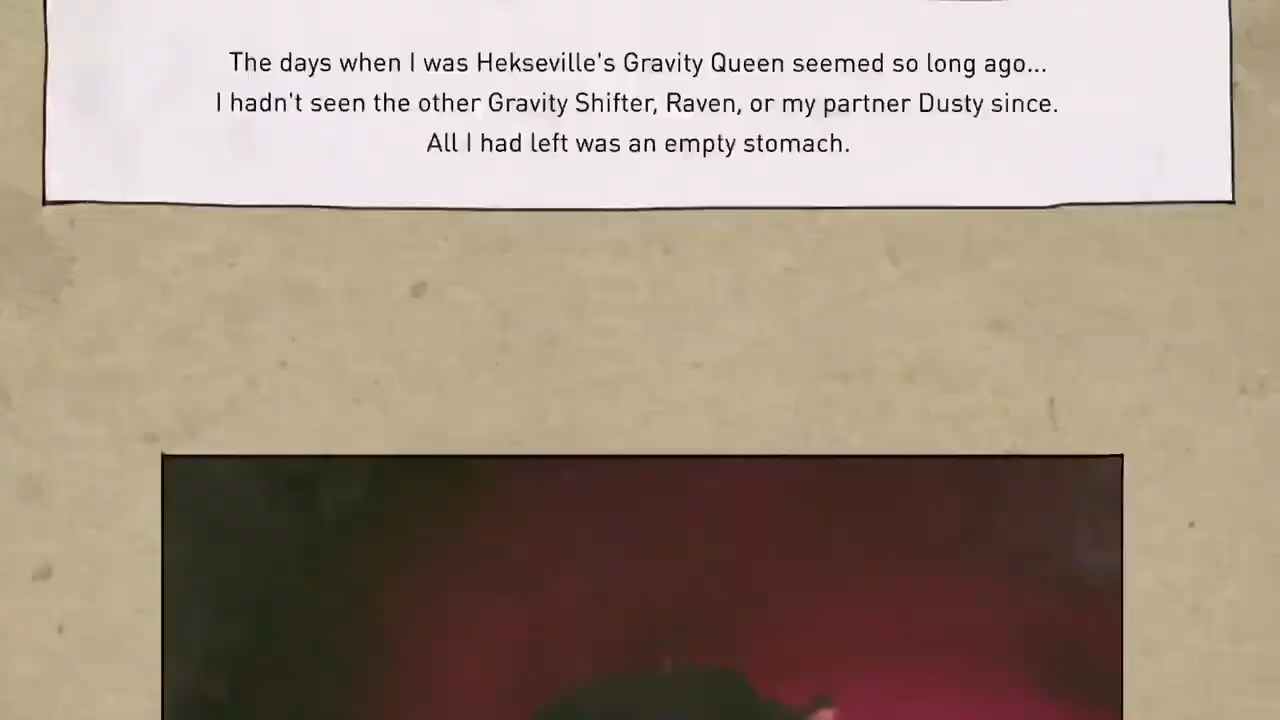 The days when I was Hekseville's Gravity Queen seemed so long ago...
I hadn't seen the other Gravity Shifter, Raven, or my partner Dusty since.
All I had left was an empty stomach.